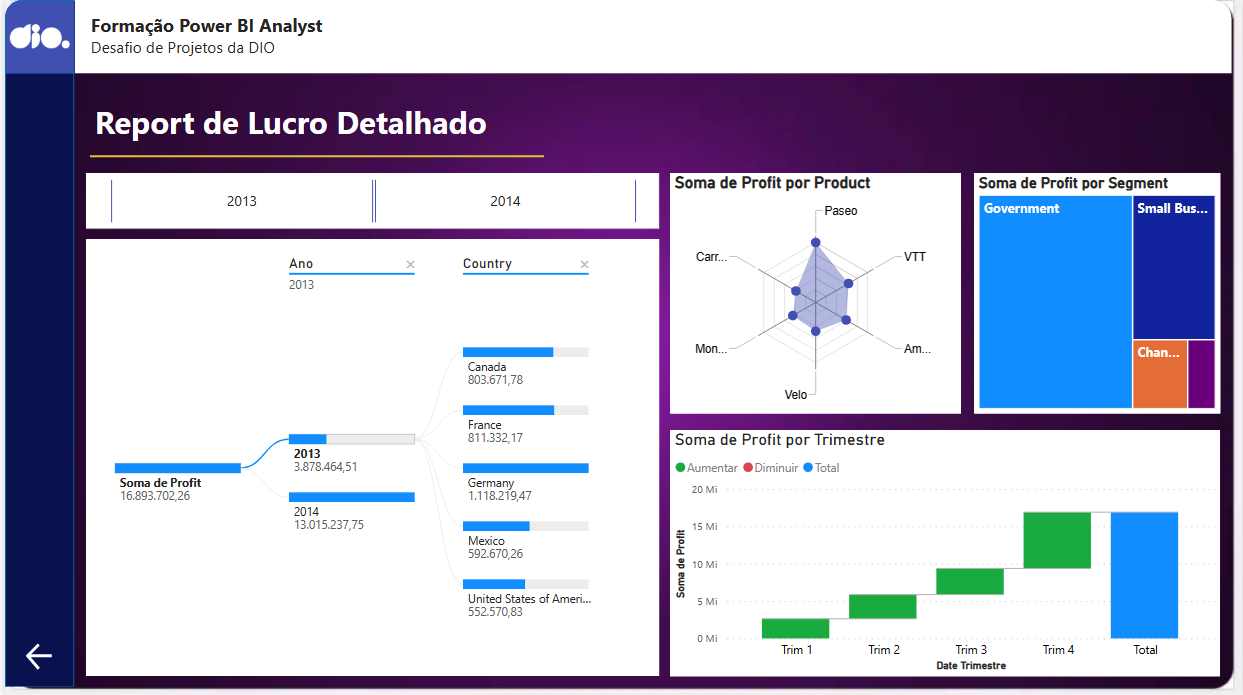 dio.
Formação Power BI Analyst
Desafio de Projetos da DIO
Report de Lucro Detalhado
2013
2014
Ano
2013
Country
Soma de Profit
16.893.702,26
2013
3.878.464,51
2014
13.015.237,75
Canada
803.671,78
France
811.332,17
Germany
1.118.219,47
Mexico
592.670,26
United States of Ameri...
552.570,83
Soma de Profit por Product
Paseo
VTT
Am...
Velo
Mon...
Carr...
Soma de Profit por Segment
Government
Small Bus...
Chan...
Soma de Profit por Trimestre
Aumentar Diminuir Total
Soma de Profit
20 Mi
15 Mi
10 Mi
5 Mi
0 Mi
Trim 1 Trim 2 Trim 3 Trim 4 Total
Date Trimestre